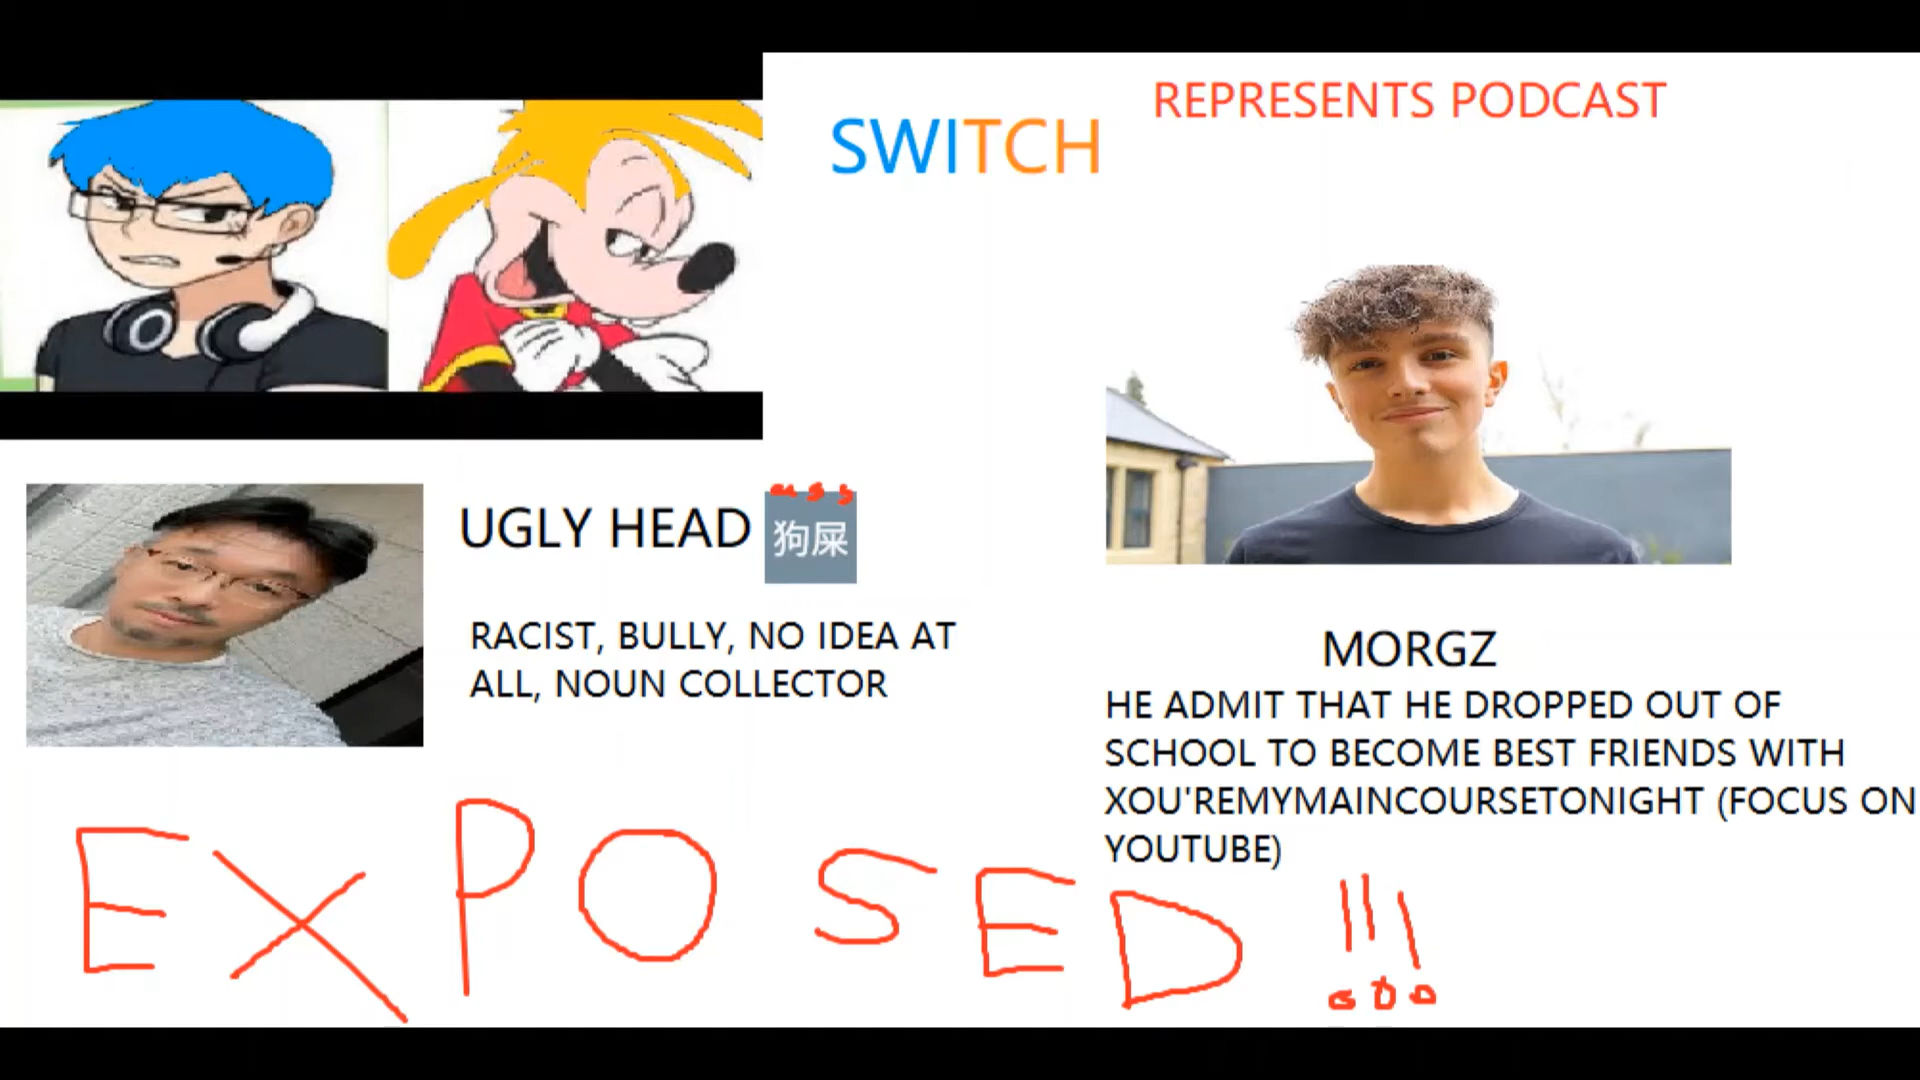 REPRESENTS PODCAST
SWITCH
UGLY HEAD
ass
狗屎
RACIST, BULLY, NO IDEA AT
ALL, NOUN COLLECTOR
MORGZ
HE ADMIT THAT HE DROPPED OUT OF
SCHOOL TO BECOME BEST FRIENDS WITH
XOU'REMYMAINCOURSETONIGHT (FOCUS ON
YOUTUBE)
EXPOSED!!!